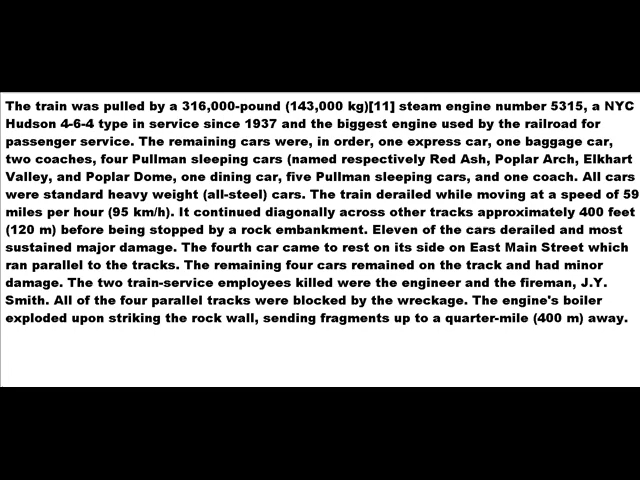 The train was pulled by a 316,000-pound (143,000 kg)[11] steam engine number 5315, a NYC
Hudson 4-6-4 type in service since 1937 and the biggest engine used by the railroad for
passenger service. The remaining cars were, in order, one express car, one baggage car,
two coaches, four Pullman sleeping cars (named respectively Red Ash, Poplar Arch, Elkhart
Valley, and Poplar Dome, one dining car, five Pullman sleeping cars, and one coach. All cars
were standard heavy weight (all-steel) cars. The train derailed while moving at a speed of 59
miles per hour (95 km/h). It continued diagonally across other tracks approximately 400 feet
(120 m) before being stopped by a rock embankment. Eleven of the cars derailed and most
sustained major damage. The fourth car came to rest on its side on East Main Street which
ran parallel to the tracks. The remaining four cars remained on the track and had minor
damage. The two train-service employees killed were the engineer and the fireman, J.Y.
Smith. All of the four parallel tracks were blocked by the wreckage. The engine's boiler
exploded upon striking the rock wall, sending fragments up to a quarter-mile (400 m) away.